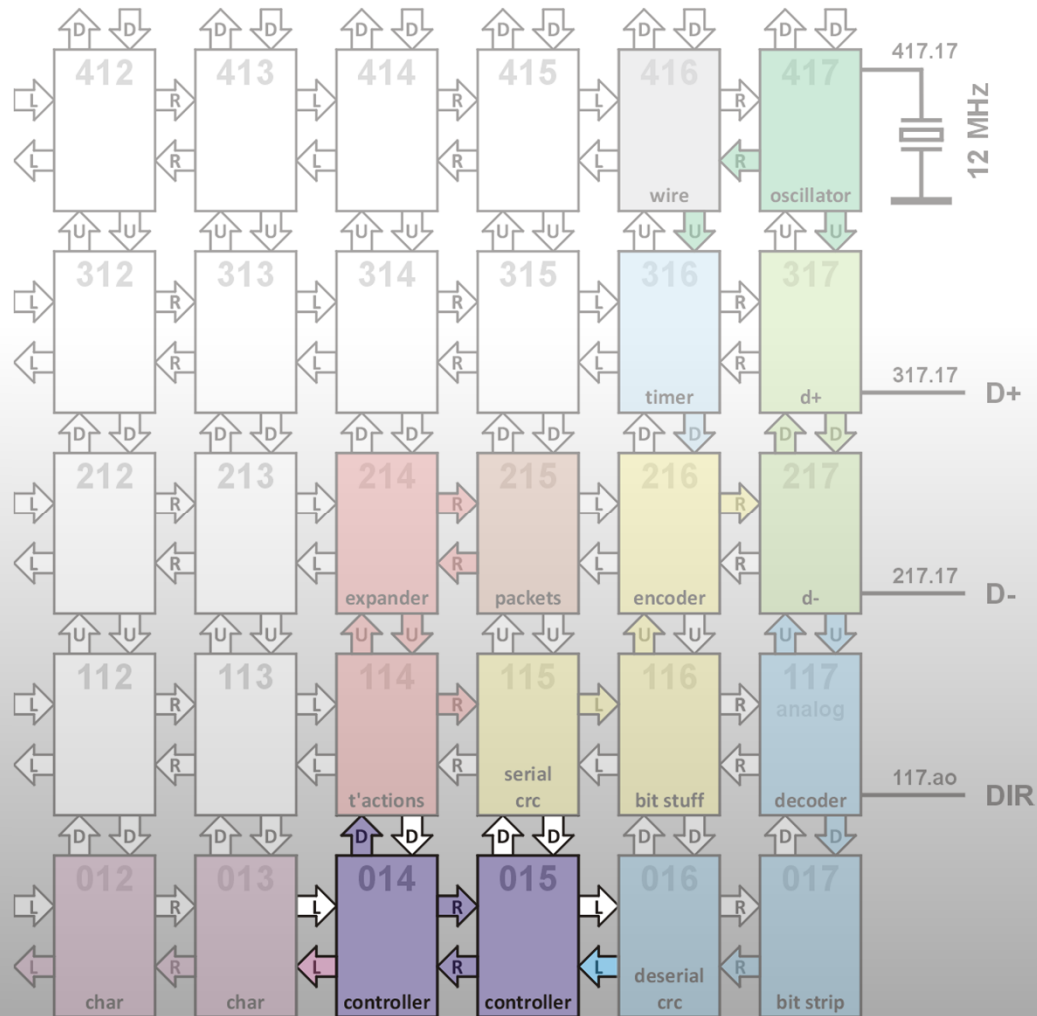 D D D D D D D D D D D D
412 413 414 415 416 417 417.17
L R L R L R
12 MHz
L R L R L R
wire oscillator
U U U U U U U U U U U U
312 313 314 315 316 317
L R L R L R
L R L R L R 317.17 D+
timer d+
D D D D D D D D D D D D
212 213 214 215 216 217
L R L R L R
L R L R L R 217.17 D-
expander packets encoder d-
U U U U U U U U U U U U
112 113 114 115 116 117
analog
L R L R L R
L R L R L R 117.ao DIR
serial
t'actions crc bit stuff decoder
D D D D D D D D D D D D
012 013 014 015 016 017
L R L R L R
L R L R L R
deserial
char char controller controller crc bit strip